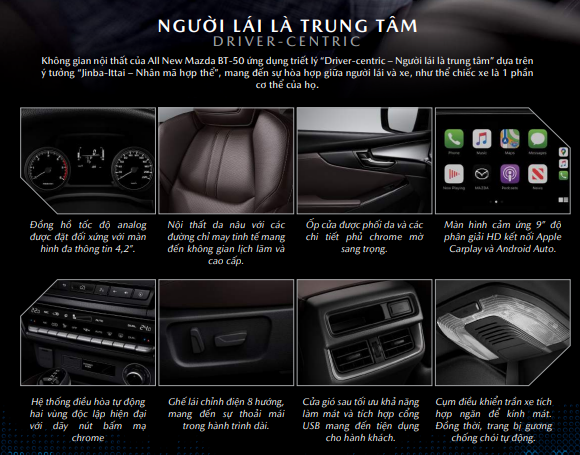 NGƯỜI LÁI LÀ TRUNG TÂM
DRIVER-CENTRIC
Không gian nội thất của All New Mazda BT-50 ứng dụng triết lý “Driver-centric – Người lái là trung tâm” dựa trên
ý tưởng “Jinba-Ittai – Nhân mã hợp thể”, mang đến sự hòa hợp giữa người lái và xe, như thể chiếc xe là 1 phần
cơ thể của họ.
Phone
Music
Maps
Messages
Now Playing
MAZDA
Podcasts
News
Đồng hồ tốc độ analog
được đặt đối xứng với màn
hình đa thông tin 4,2”.
Nội thất da nâu với các
đường chỉ may tinh tế mang
đến không gian lịch lãm và
cao cấp.
Ốp cửa được phối da và các
chi tiết phủ chrome mờ
sang trọng.
Màn hình cảm ứng 9” độ
phân giải HD kết nối Apple
Carplay và Android Auto.
Hệ thống điều hòa tự động
hai vùng độc lập hiện đại
với dãy nút bấm mạ
chrome
Ghế lái chỉnh điện 8 hướng,
mang đến sự thoải mái
trong hành trình dài.
Cửa gió sau tối ưu khả năng
làm mát và tích hợp cổng
USB mang đến tiện dụng
cho hành khách.
Cụm điều khiển trần xe tích
hợp ngăn để kính mát.
Đồng thời, trang bị gương
chống chói tự động.